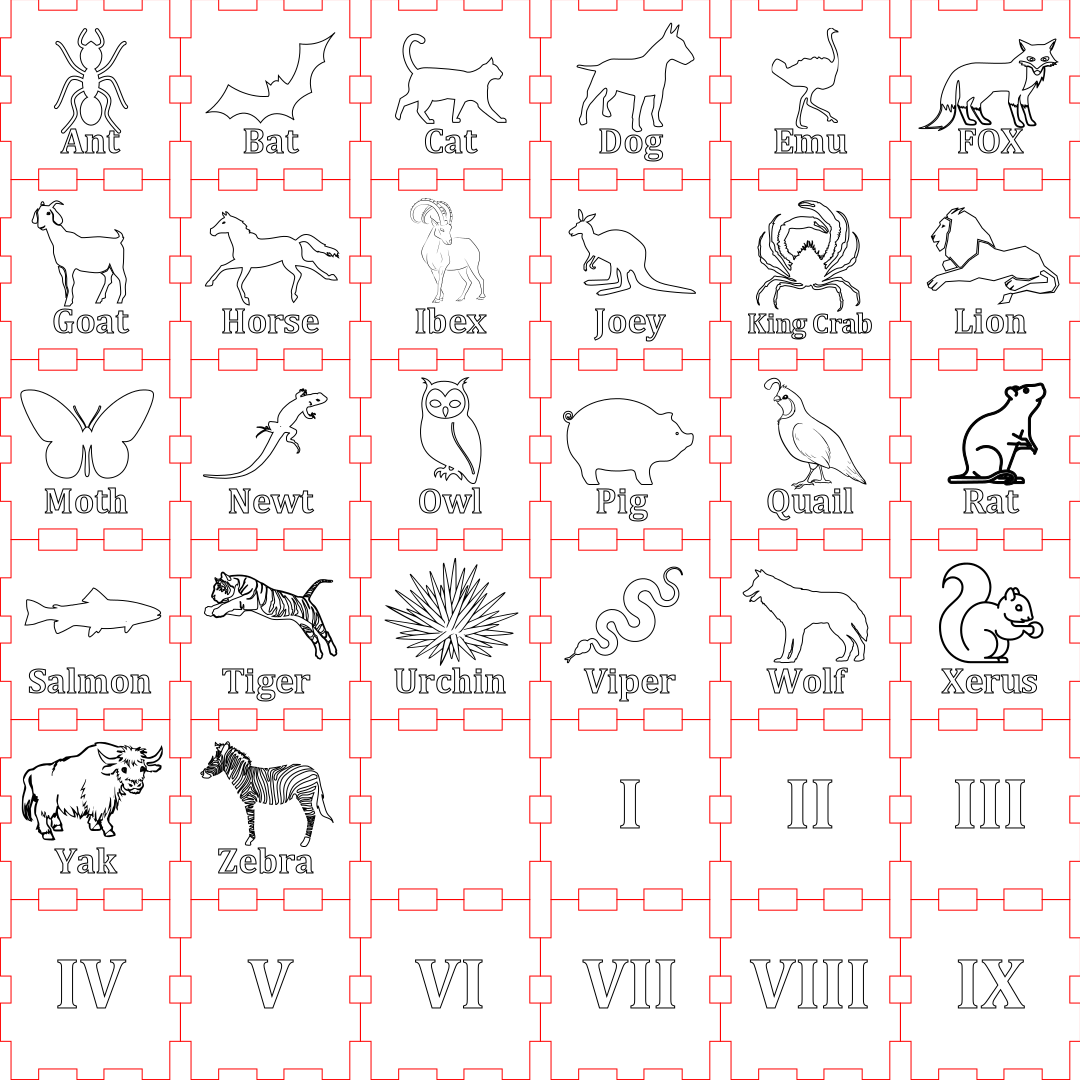 Ant Bat Cat Dog Emu FOX
Goat Horse Ibex Joey King Crab Lion
Moth Newt Owl Pig Quail Rat
Salmon Tiger Urchin Viper Wolf Xerus
Yak Zebra I II III
IV V VI VII VIII IX